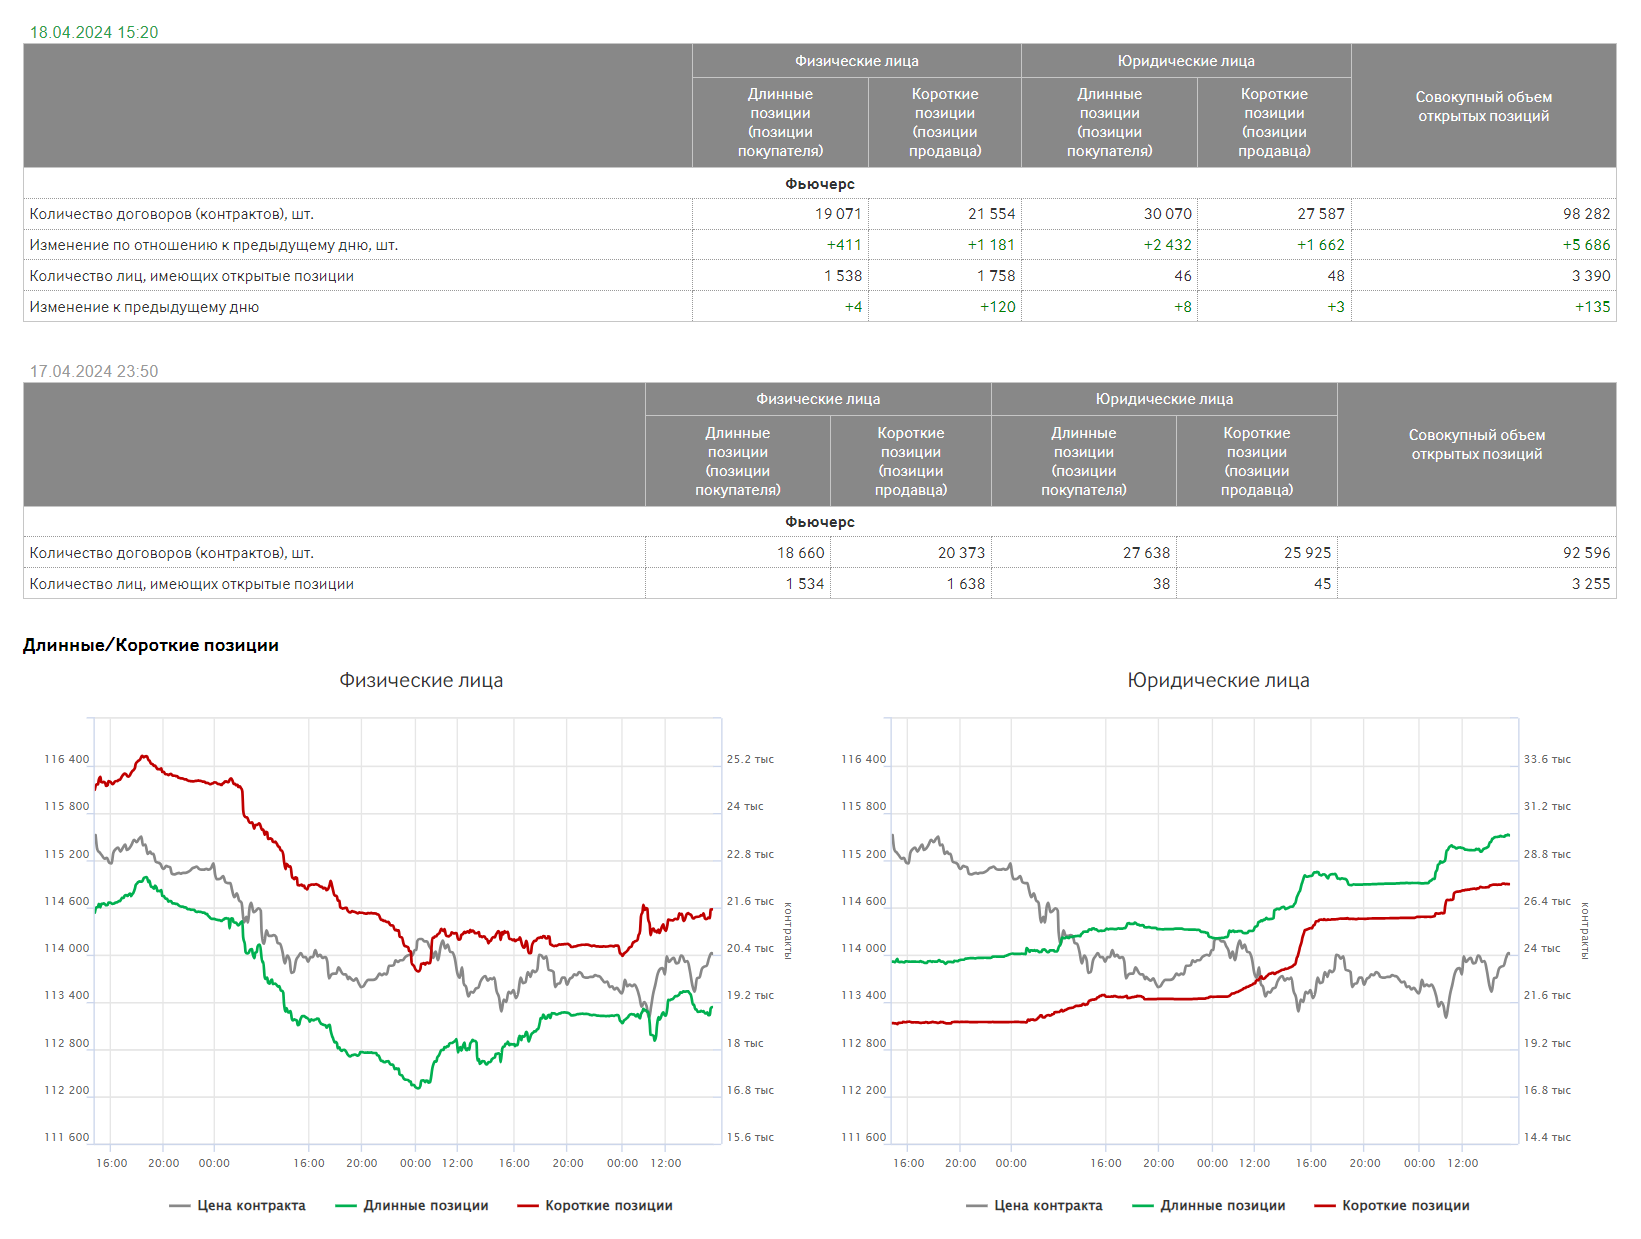 18.04.2024 15:20
Физические лица
Юридические лица
Длинные позиции (позиции покупателя)
Короткие позиции (позиции продавца)
Длинные позиции (позиции покупателя)
Короткие позиции (позиции продавца)
Совокупный объем открытых позиций
Фьючерс
Количество договоров (контрактов), шт. 19 071 21 554 30 070 27 587 98 282
Изменение по отношению к предыдущему дню, шт. +411 +1 181 +2 432 +1 662 +5 686
Количество лиц, имеющих открытые позиции 1 538 1 758 46 48 3 390
Изменение к предыдущему дню +4 +120 +8 +3 +135
17.04.2024 23:50
Физические лица
Юридические лица
Длинные позиции (позиции покупателя)
Короткие позиции (позиции продавца)
Длинные позиции (позиции покупателя)
Короткие позиции (позиции продавца)
Совокупный объем открытых позиций
Фьючерс
Количество договоров (контрактов), шт. 18 660 20 373 27 638 25 925 92 596
Количество лиц, имеющих открытые позиции 1 534 1 638 38 45 3 255
Длинные/Короткие позиции
Физические лица
116 400 25.2 тыс
115 800 24 тыс
115 200 22.8 тыс
114 600 21.6 тыс
114 000 20.4 тыс
113 400 19.2 тыс
112 800 18 тыс
112 200 16.8 тыс
111 600 15.6 тыс
контракты
16:00 20:00 00:00 16:00 20:00 00:00 12:00 16:00 20:00 00:00 12:00
Цена контракта Длинные позиции Короткие позиции
Юридические лица
116 400 33.6 тыс
115 800 31.2 тыс
115 200 28.8 тыс
114 600 26.4 тыс
114 000 24 тыс
113 400 21.6 тыс
112 800 19.2 тыс
112 200 16.8 тыс
111 600 14.4 тыс
контракты
16:00 20:00 00:00 16:00 20:00 00:00 12:00 16:00 20:00 00:00 12:00
Цена контракта Длинные позиции Короткие позиции